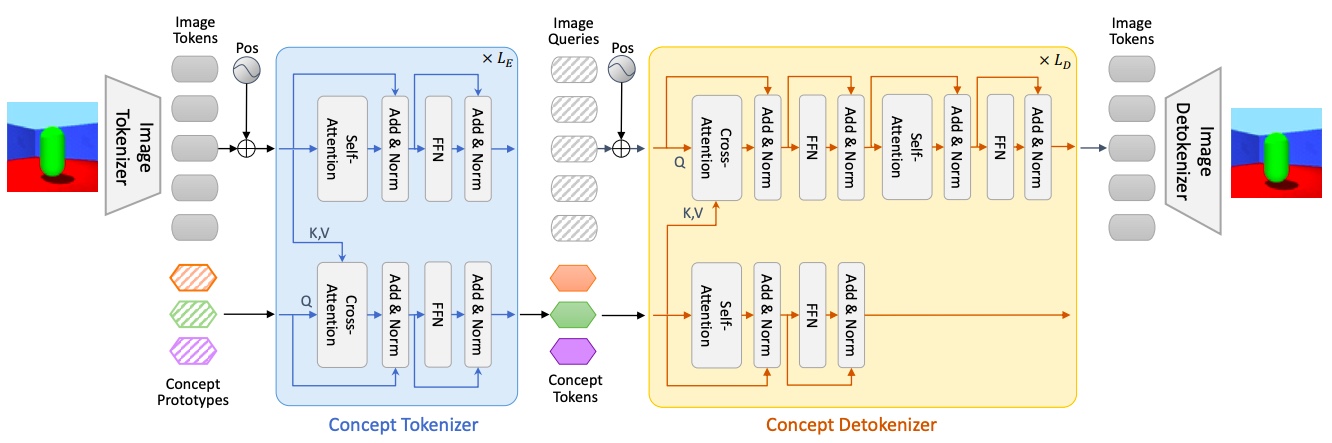 Image
Tokens
Pos
Image
Tokenizer
× L_E
Self-
Attention
Add & Norm
FFN
Add & Norm
K,V
Q
Cross-
Attention
Add & Norm
FFN
Add & Norm
Concept
Prototypes
Concept Tokenizer
Image
Queries
Pos
Concept
Tokens
× L_D
Q
Cross-
Attention
Add & Norm
FFN
Add & Norm
Self-
Attention
Add & Norm
FFN
Add & Norm
K,V
Self-
Attention
Add & Norm
FFN
Add & Norm
Concept Detokenizer
Image
Tokens
Image
Detokenizer